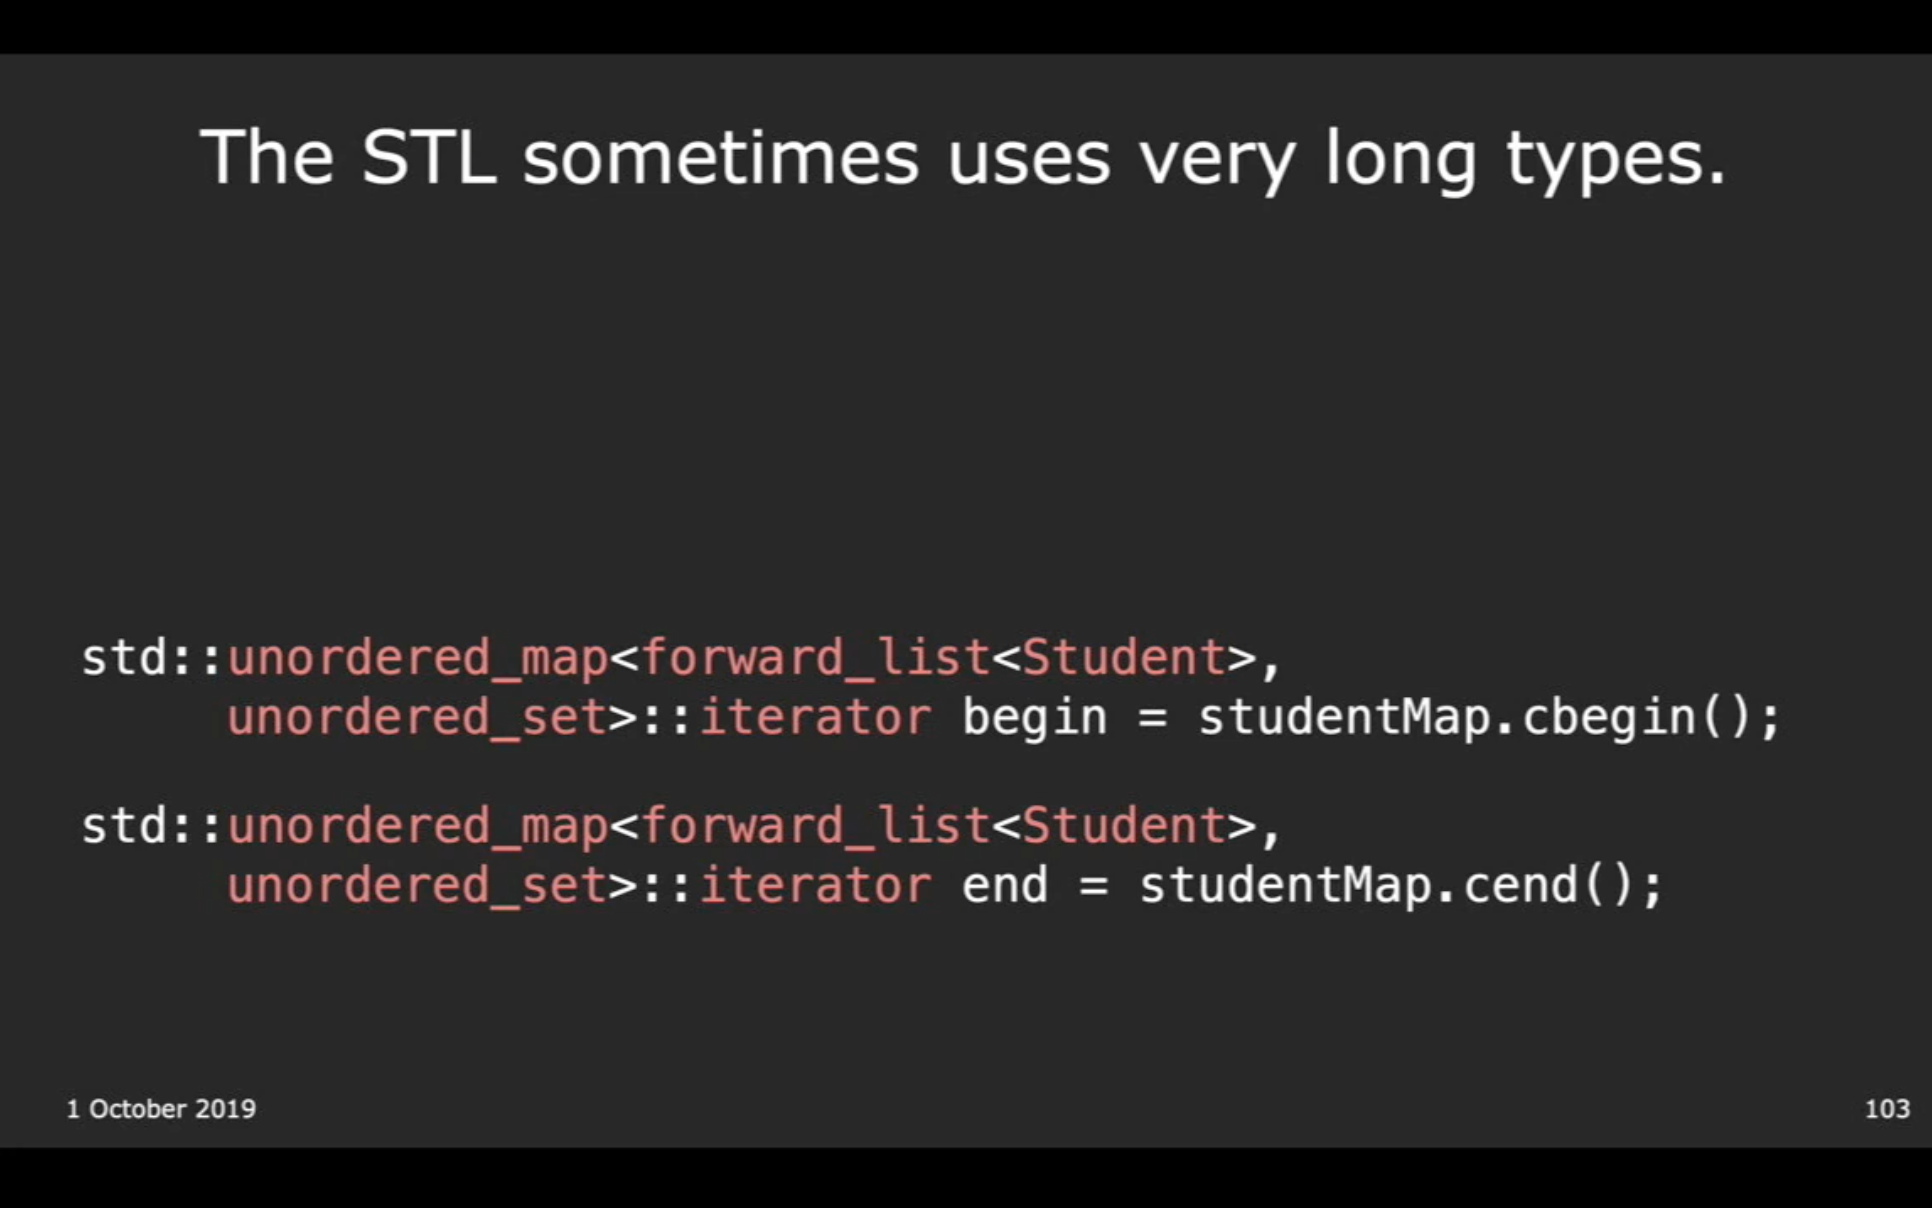 The STL sometimes uses very long types.
std::unordered_map<forward_list<Student>,
unordered_set>::iterator begin = studentMap.cbegin();
std::unordered_map<forward_list<Student>,
unordered_set>::iterator end = studentMap.cend();
1 October 2019
103